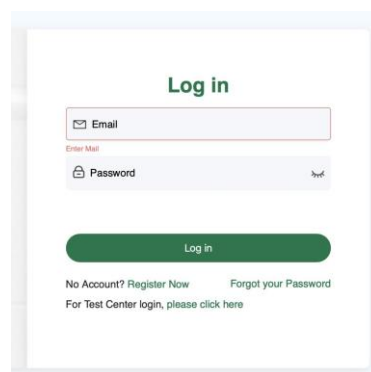 Log in
Email
Enter Mail
Password
Log in
No Account? Register Now Forgot your Password
For Test Center login, please click here